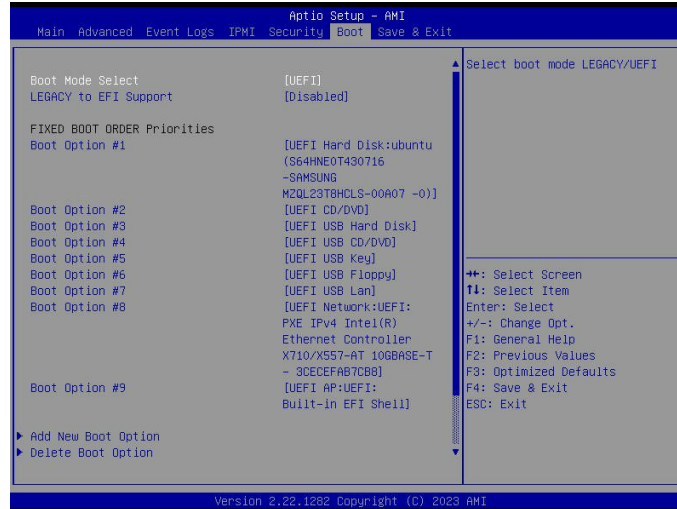 Aptio Setup - AMI
Main Advanced Event Logs IPMI Security Boot Save & Exit
Boot Mode Select [UEFI]
LEGACY to EFI Support [Disabled]
FIXED BOOT ORDER Priorities
Boot Option #1 [UEFI Hard Disk:ubuntu
(S64HNE0T430716
-SAMSUNG
MZQL23T8HCLS-00A07 -0)]
Boot Option #2 [UEFI CD/DVD]
Boot Option #3 [UEFI USB Hard Disk]
Boot Option #4 [UEFI USB CD/DVD]
Boot Option #5 [UEFI USB Key]
Boot Option #6 [UEFI USB Floppy]
Boot Option #7 [UEFI USB Lan]
Boot Option #8 [UEFI Network:UEFI:
PXE IPv4 Intel(R)
Ethernet Controller
X710/X557-AT 10GBASE-T
- 3CECEFAB7CB8]
Boot Option #9 [UEFI AP:UEFI:
Built-in EFI Shell]
Add New Boot Option
Delete Boot Option
Select boot mode LEGACY/UEFI
→←: Select Screen
↑↓: Select Item
Enter: Select
+/-: Change Opt.
F1: General Help
F2: Previous Values
F3: Optimized Defaults
F4: Save & Exit
ESC: Exit
Version 2.22.1282 Copyright (C) 2023 AMI